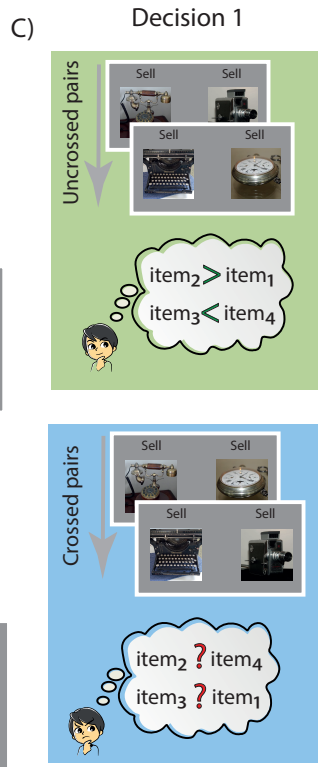 C)
Decision 1
Uncrossed pairs
Sell Sell
Sell Sell
item2 > item1
item3 < item4
Crossed pairs
Sell Sell
Sell Sell
item2 ? item4
item3 ? item1